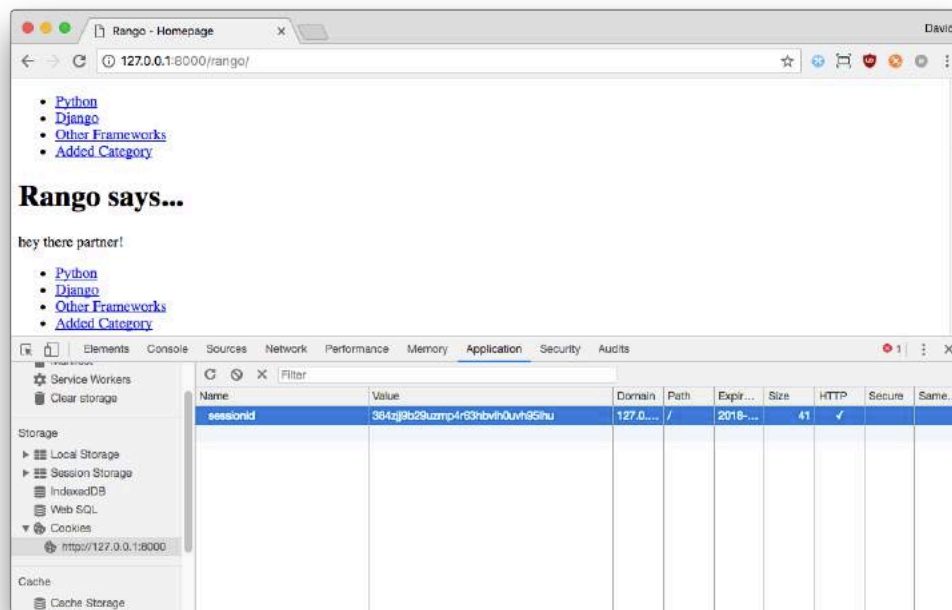 Rango - Homepage
David
127.0.0.1:8000/rango/
Python
Django
Other Frameworks
Added Category
Rango says...
hey there partner!
Python
Django
Other Frameworks
Added Category
Elements Console Sources Network Performance Memory Application Security Audits 1
Manifest
Filter
Service Workers
Clear storage
Name Value Domain Path Expir... Size HTTP Secure Same.
sessionid 127.0.... / 2018-... 41 ✓
Storage
Local Storage
Session Storage
IndexedDB
Web SQL
Cookies
http://127.0.0.1:8000
Cache
Cache Storage